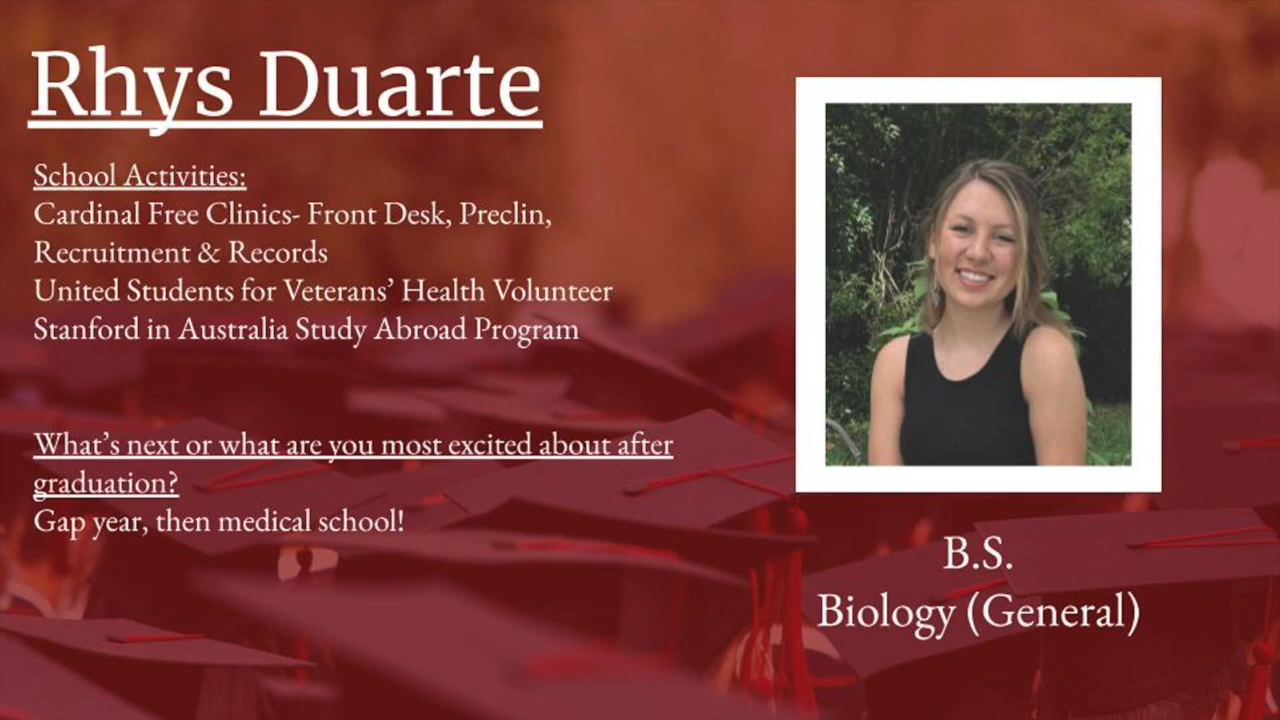 Rhys Duarte
School Activities:
Cardinal Free Clinics- Front Desk, Preclin,
Recruitment & Records
United Students for Veterans’ Health Volunteer
Stanford in Australia Study Abroad Program
What’s next or what are you most excited about after
graduation?
Gap year, then medical school!
B.S.
Biology (General)